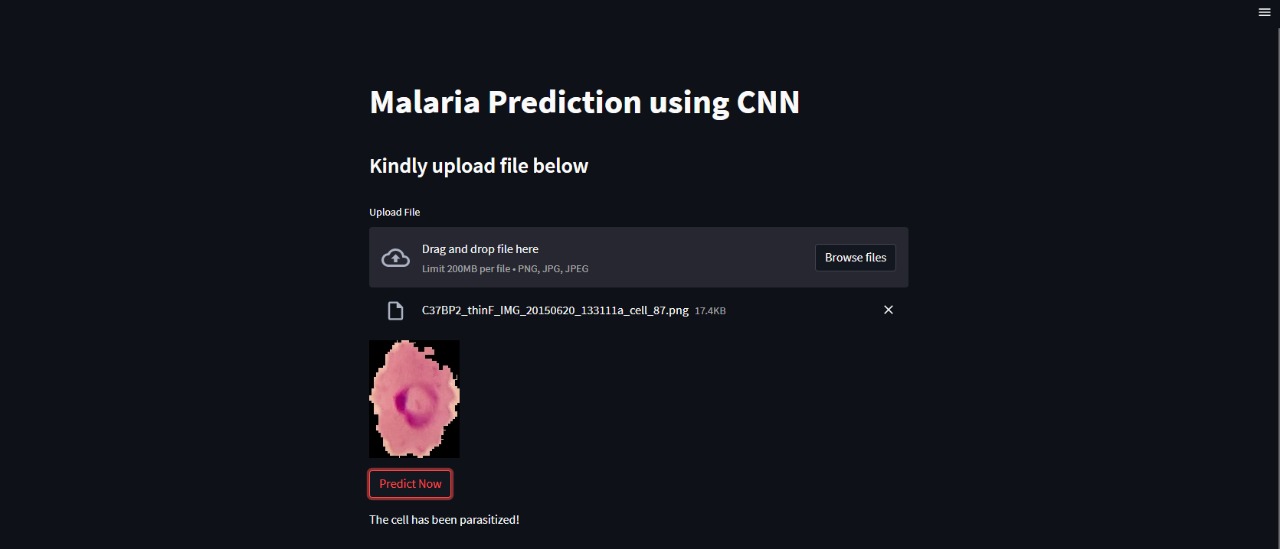 Malaria Prediction using CNN
Kindly upload file below
Upload File
Drag and drop file here
Limit 200MB per file • PNG, JPG, JPEG
Browse files
C37BP2_thinF_IMG_20150620_133111a_cell_87.png 17.4KB
Predict Now
The cell has been parasitized!